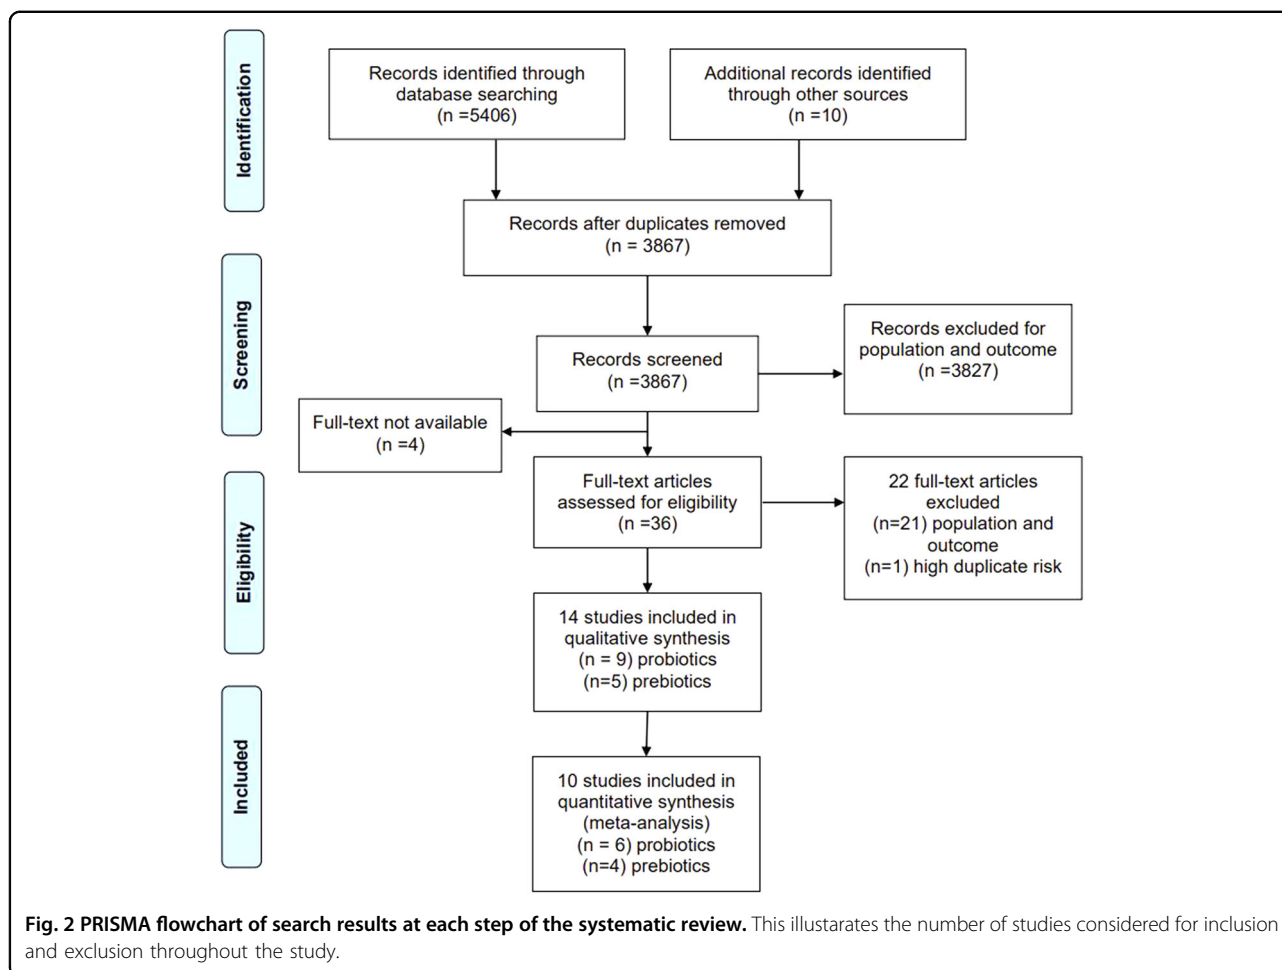 Identification
Records identified through
database searching
(n =5406)
Additional records identified
through other sources
(n =10)
Records after duplicates removed
(n = 3867)
Screening
Records screened
(n =3867)
Records excluded for
population and outcome
(n =3827)
Full-text not available
(n =4)
Eligibility
Full-text articles
assessed for eligibility
(n =36)
22 full-text articles
excluded
(n=21) population and
outcome
(n=1) high duplicate risk
14 studies included in
qualitative synthesis
(n = 9) probiotics
(n=5) prebiotics
Included
10 studies included in
quantitative synthesis
(meta-analysis)
(n = 6) probiotics
(n=4) prebiotics
Fig. 2 PRISMA flowchart of search results at each step of the systematic review. This illustarates the number of studies considered for inclusion
and exclusion throughout the study.